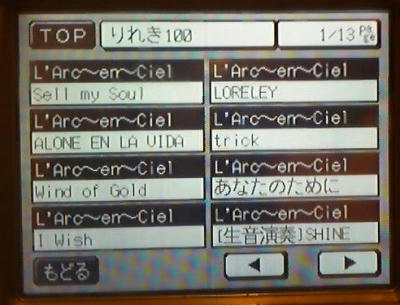 TOP りれき100 1/13 Page
L'Arc〜en〜Ciel L'Arc〜en〜Ciel
Sell my Soul LORELEY
L'Arc〜en〜Ciel L'Arc〜en〜Ciel
ALONE EN LA VIDA trick
L'Arc〜en〜Ciel L'Arc〜en〜Ciel
Wind of Gold あなたのために
L'Arc〜en〜Ciel L'Arc〜en〜Ciel
I Wish [生音演奏]SHINE
もどる ◀ ▶